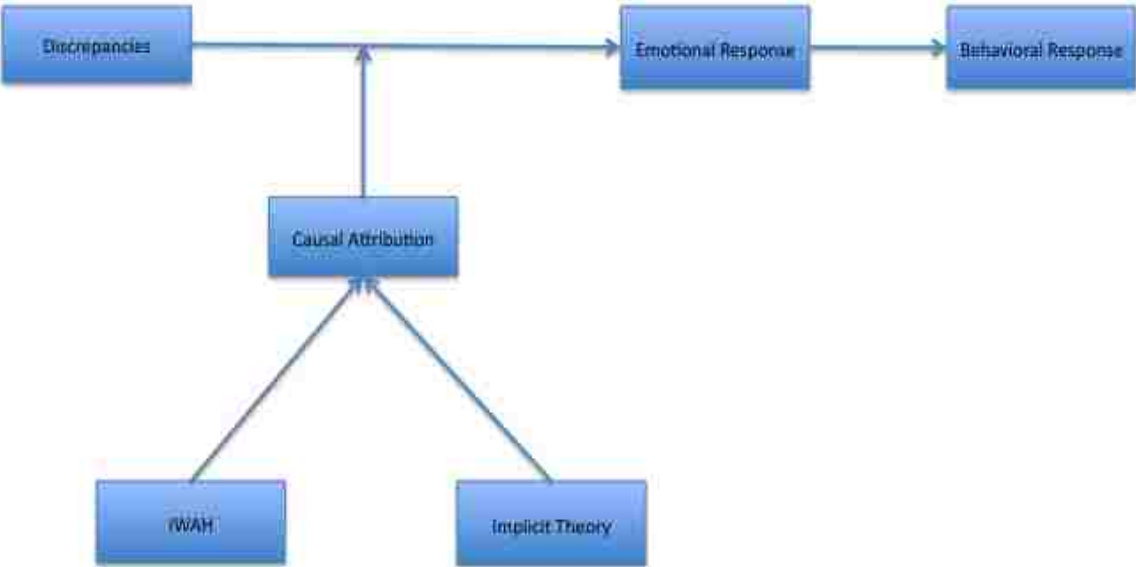 Discrepancies
Emotional Response
Behavioral Response
Causal Attribution
IWAH
Implicit Theory